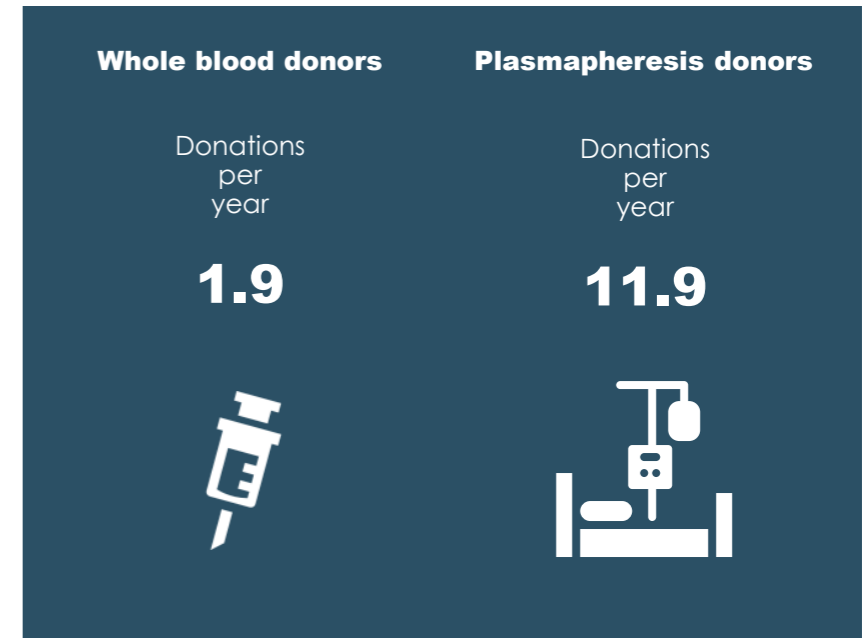 Whole blood donors
Donations
per
year
1.9
Plasmapheresis donors
Donations
per
year
11.9